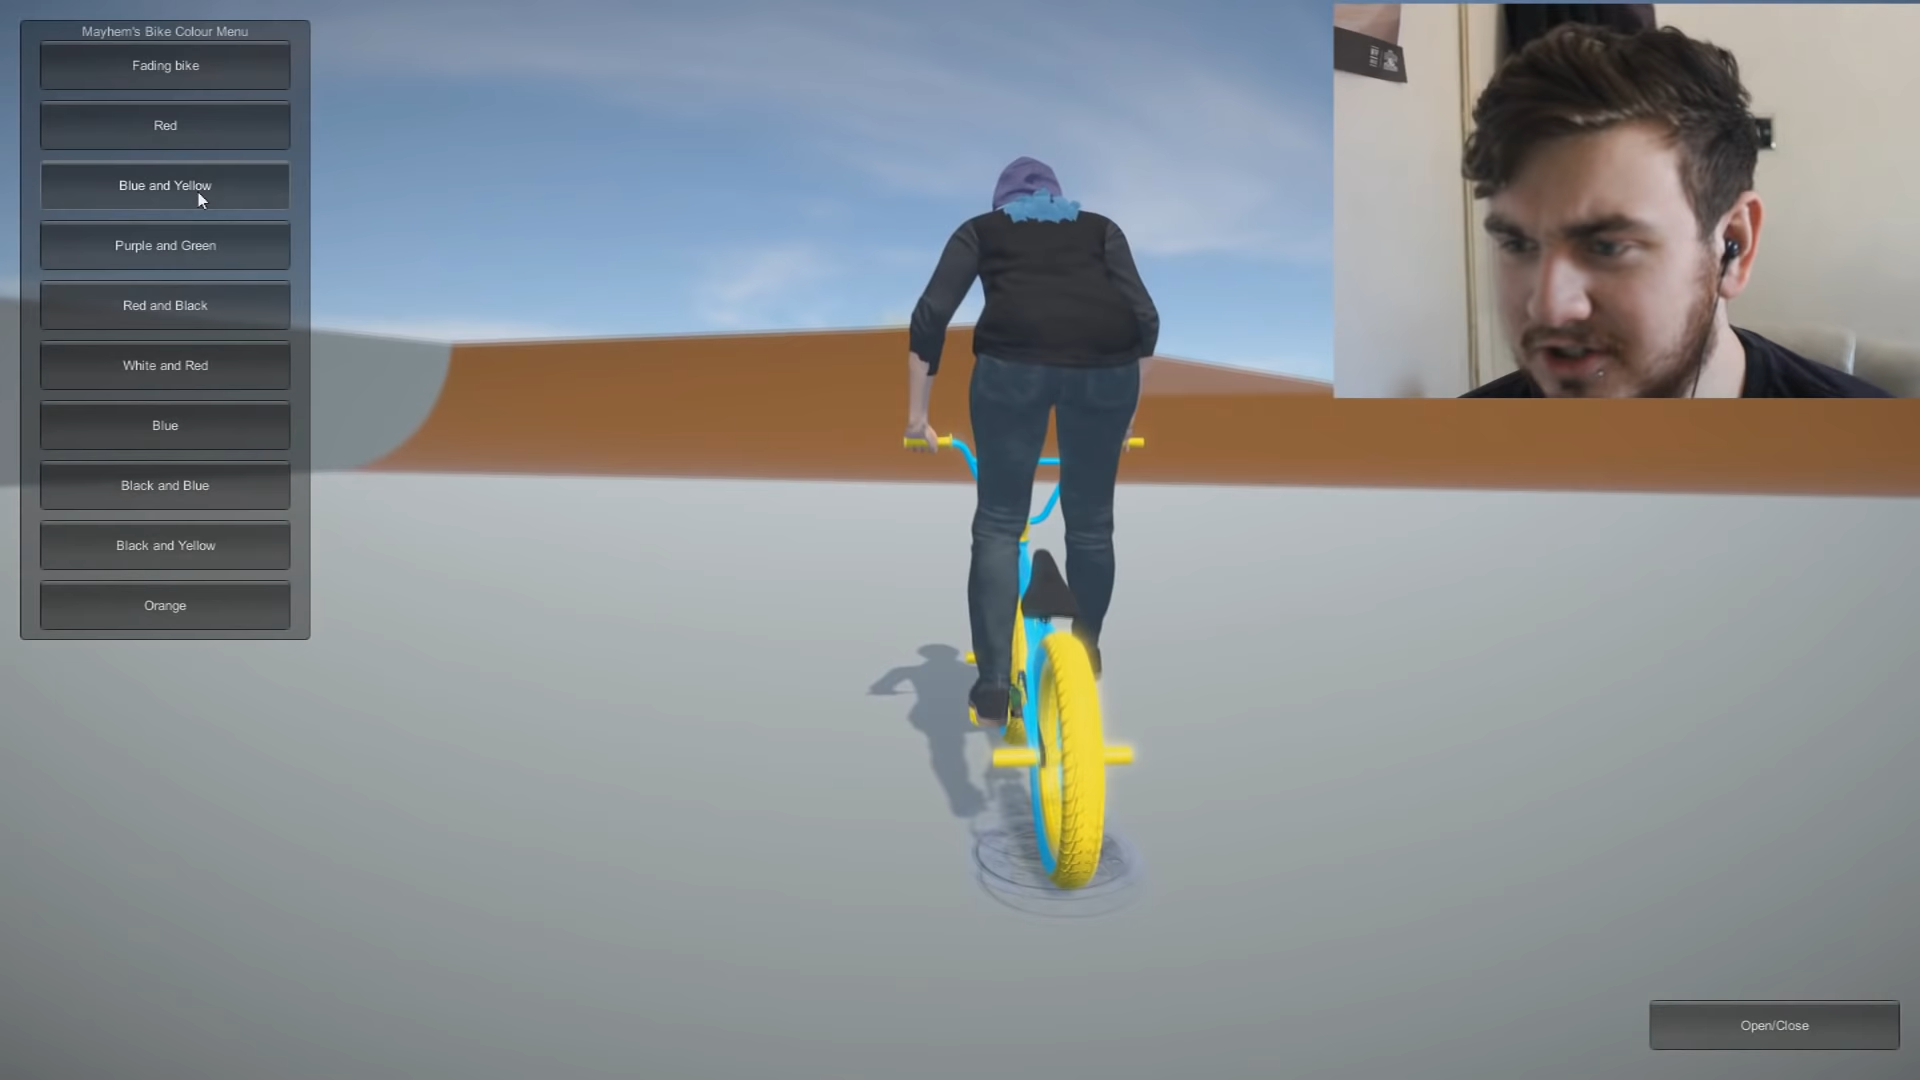 Mayhem's Bike Colour Menu
Fading bike
Red
Blue and Yellow
Purple and Green
Red and Black
White and Red
Blue
Black and Blue
Black and Yellow
Orange
Open/Close